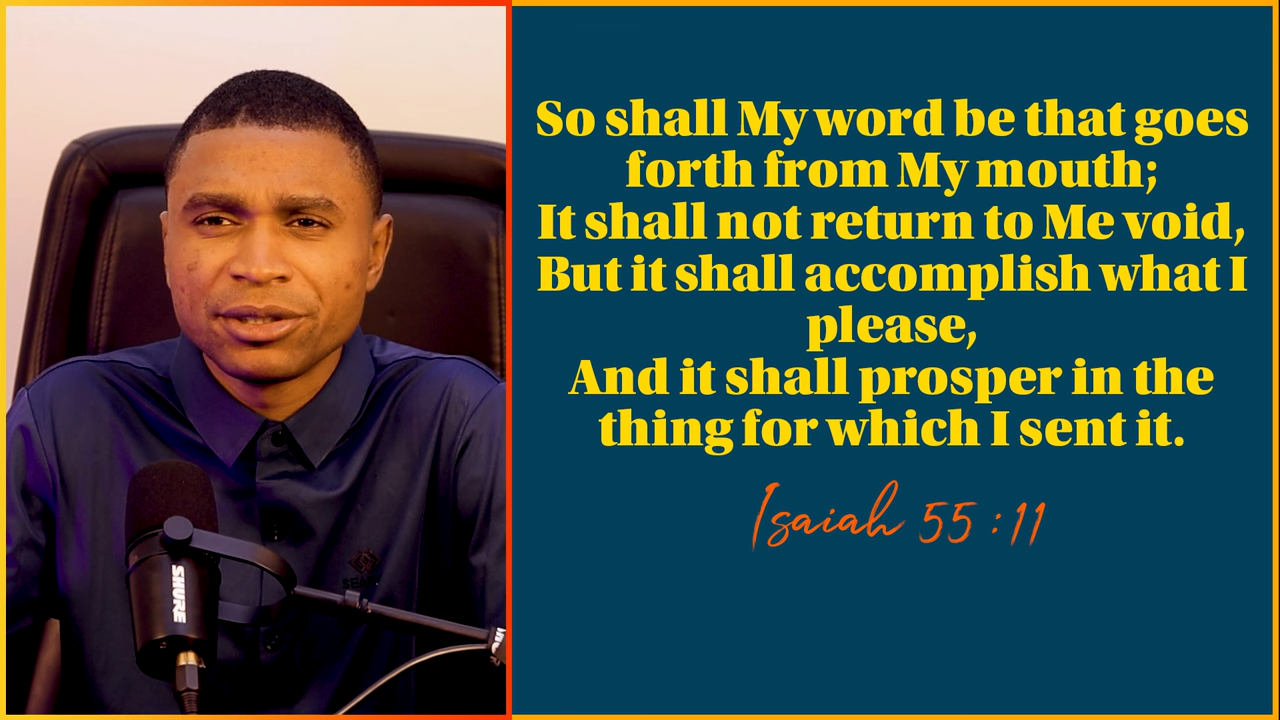 So shall My word be that goes
forth from My mouth;
It shall not return to Me void,
But it shall accomplish what I
please,
And it shall prosper in the
thing for which I sent it.
Isaiah 55:11
SHURE